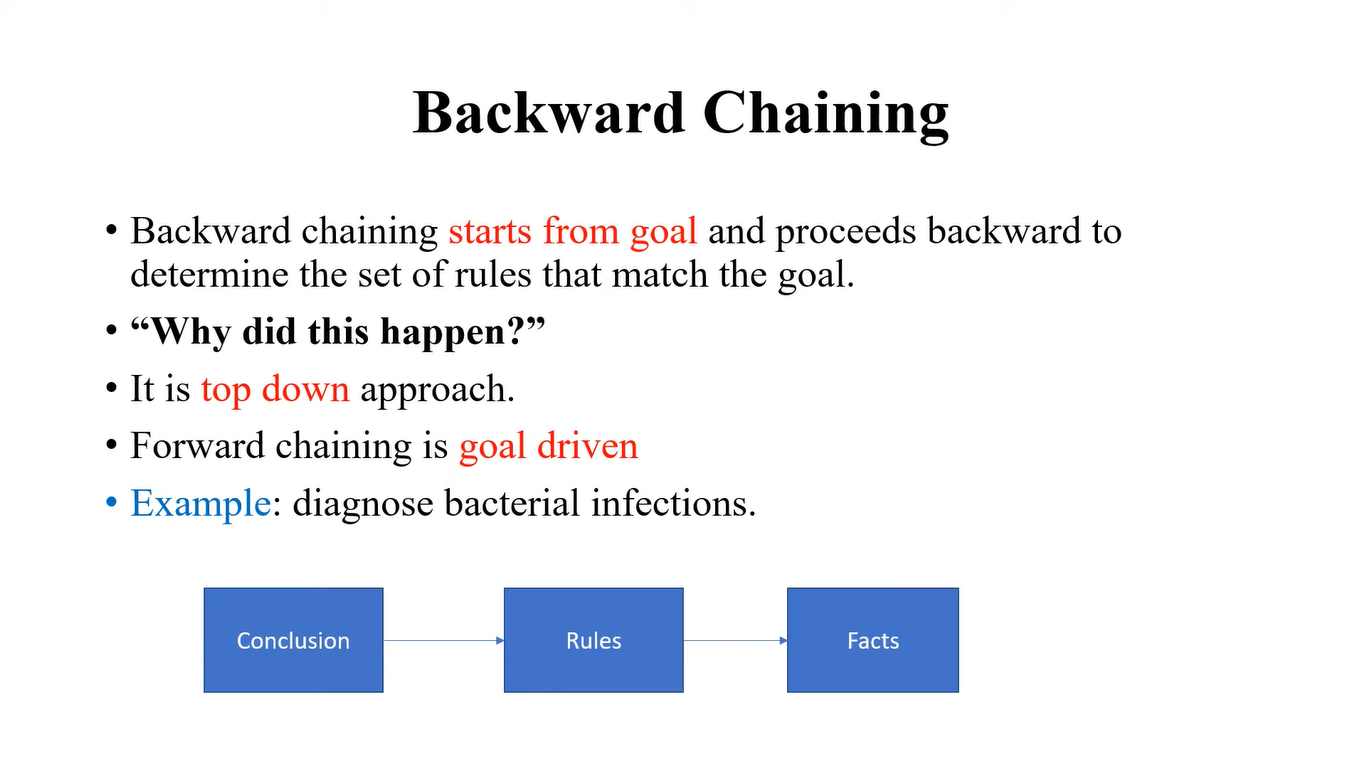 Backward Chaining
• Backward chaining starts from goal and proceeds backward to
determine the set of rules that match the goal.
• “Why did this happen?”
• It is top down approach.
• Forward chaining is goal driven
• Example: diagnose bacterial infections.
Conclusion
Rules
Facts